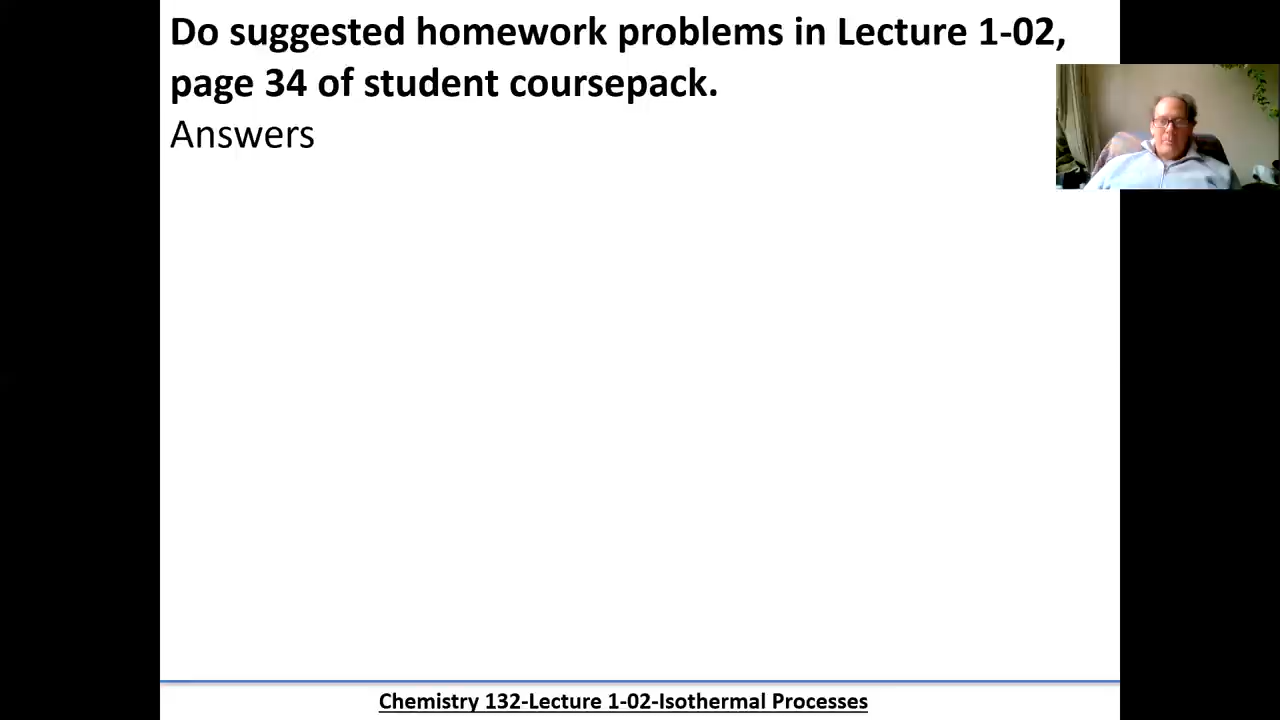 Do suggested homework problems in Lecture 1-02,
page 34 of student coursepack.
Answers
Chemistry 132-Lecture 1-02-Isothermal Processes